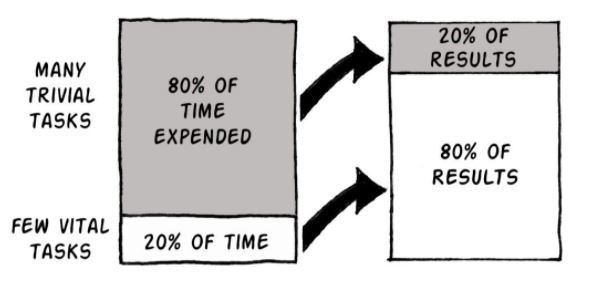 MANY
TRIVIAL
TASKS
80% OF
TIME
EXPENDED
20% OF
RESULTS
80% OF
RESULTS
FEW VITAL
TASKS
20% OF TIME